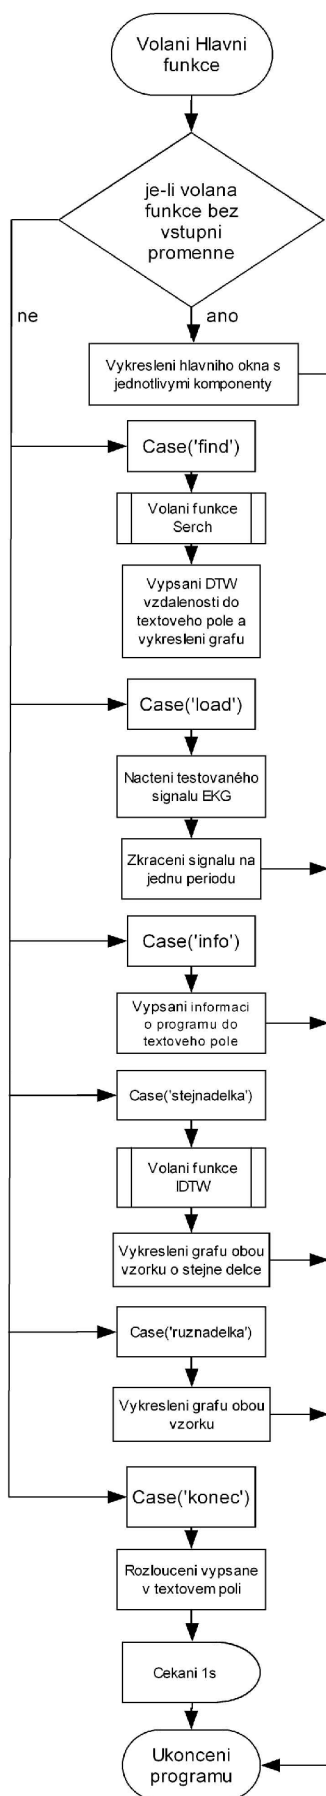 Volani Hlavni
funkce
je-li volana
funkce bez
vstupni
promenne
ne
ano
Vykresleni hlavního okna s
jednotlivymi komponenty
Case('find')
Volani funkce
Serch
Vypsani DTW
vzdalenosti do
textoveho pole a
vykresleni grafu
Case('load')
Nacteni testovaného
signalu EKG
Zkraceni signalu na
jednu periodu
Case('info')
Vypsani informaci
o programu do
textoveho pole
Case('stejnadelka')
Volani funkce
IDTW
Vykresleni grafu obou
vzorku o stejne delce
Case('ruznadelka')
Vykresleni grafu obou
vzorku
Case('konec')
Rozlouceni vypsane
v textovem poli
Cekani 1s
Ukonceni
programu